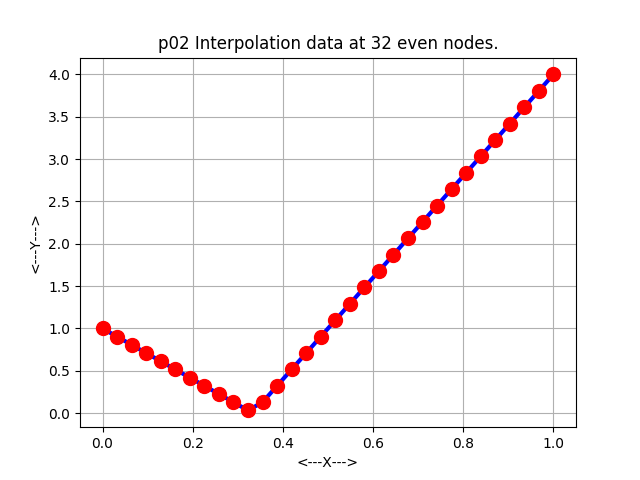 p02 Interpolation data at 32 even nodes.
<---Y--->
4.0
3.5
3.0
2.5
2.0
1.5
1.0
0.5
0.0
0.0 0.2 0.4 0.6 0.8 1.0
<---X--->